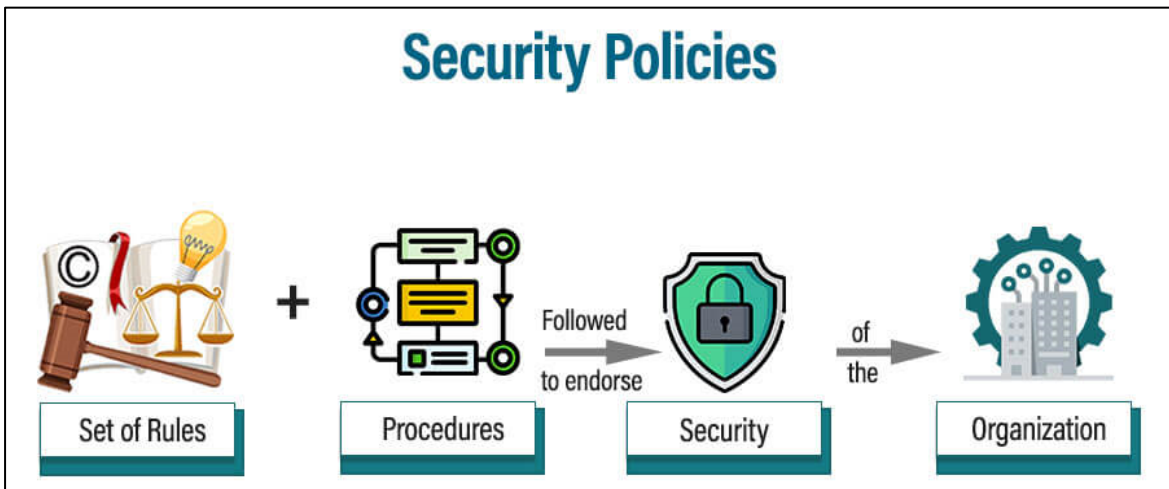 Security Policies
©
+
Followed
to endorse
of
the
Set of Rules
Procedures
Security
Organization